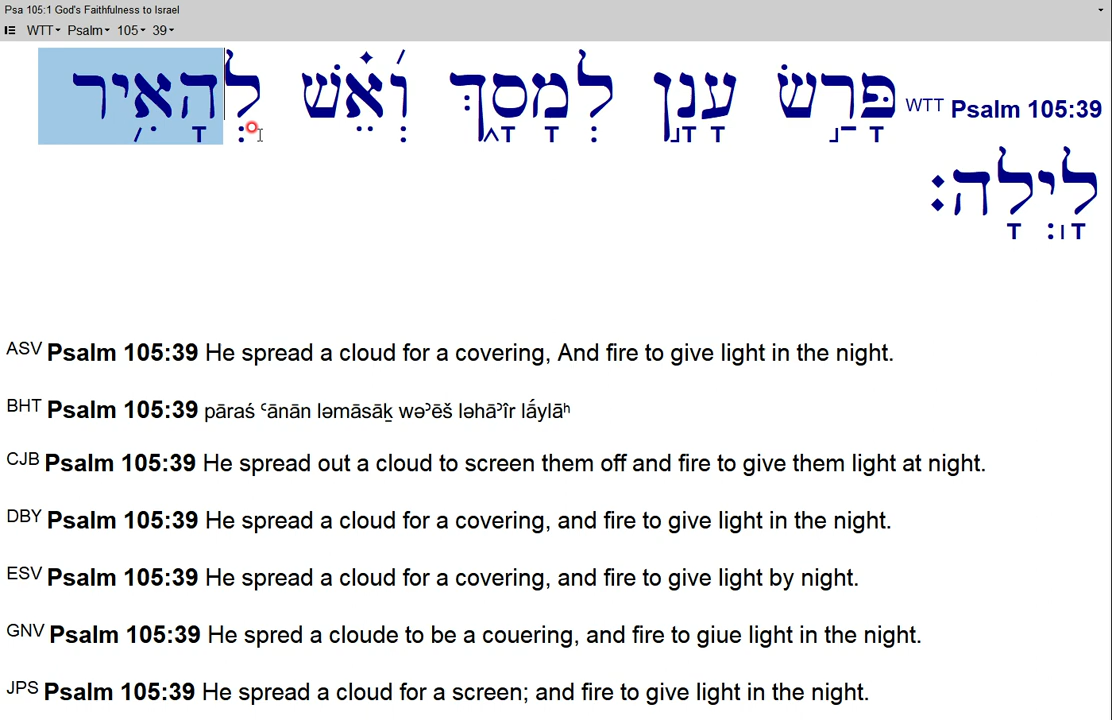 Psa 105:1 God's Faithfulness to Israel
WTT Psalm 105 39
WTT Psalm 105:39 פָּ֭רַשׂ עָנָ֣ן לְמָסָ֑ךְ וְ֝אֵ֗שׁ לְהָאִ֥יר
לָֽיְלָה׃
ASV Psalm 105:39 He spread a cloud for a covering, And fire to give light in the night.
BHT Psalm 105:39 päraś ˁänän lǝmäsäḵ wǝˀēš lǝhäˀîr lä́ylāʰ
CJB Psalm 105:39 He spread out a cloud to screen them off and fire to give them light at night.
DBY Psalm 105:39 He spread a cloud for a covering, and fire to give light in the night.
ESV Psalm 105:39 He spread a cloud for a covering, and fire to give light by night.
GNV Psalm 105:39 He spred a cloude to be a couering, and fire to giue light in the night.
JPS Psalm 105:39 He spread a cloud for a screen; and fire to give light in the night.